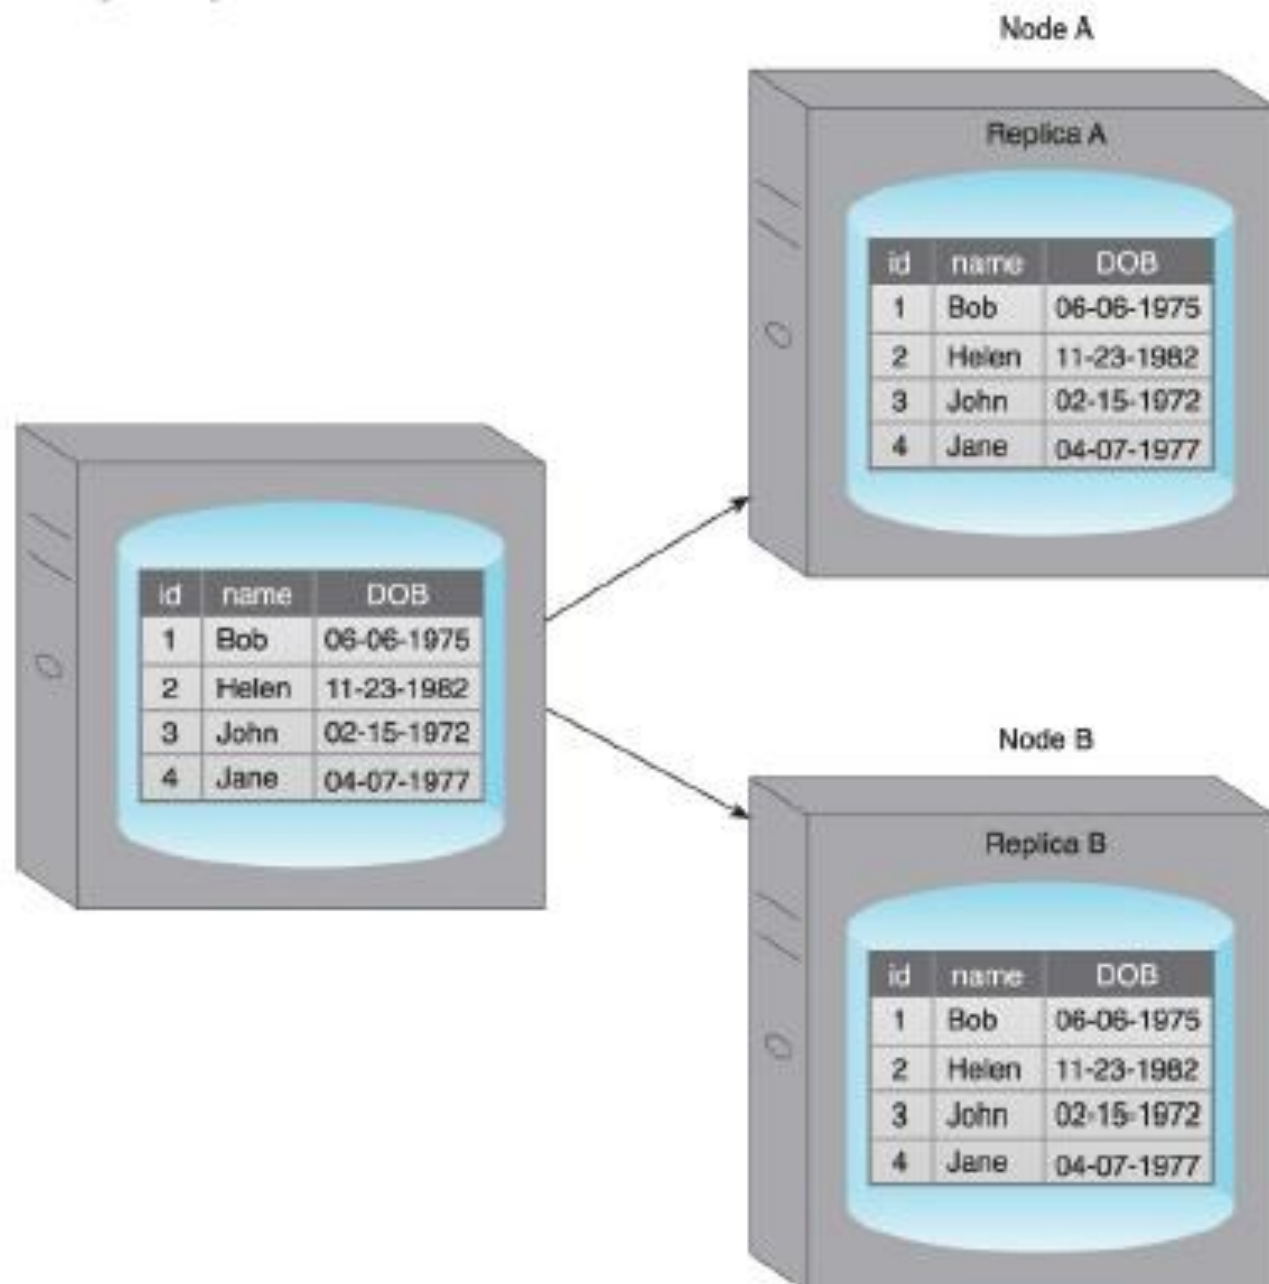 Node A
Replica A
id name DOB
1 Bob 06-06-1975
2 Helen 11-23-1982
3 John 02-15-1972
4 Jane 04-07-1977
id name DOB
1 Bob 06-06-1975
2 Helen 11-23-1982
3 John 02-15-1972
4 Jane 04-07-1977
Node B
Replica B
id name DOB
1 Bob 06-06-1975
2 Helen 11-23-1982
3 John 02-15-1972
4 Jane 04-07-1977